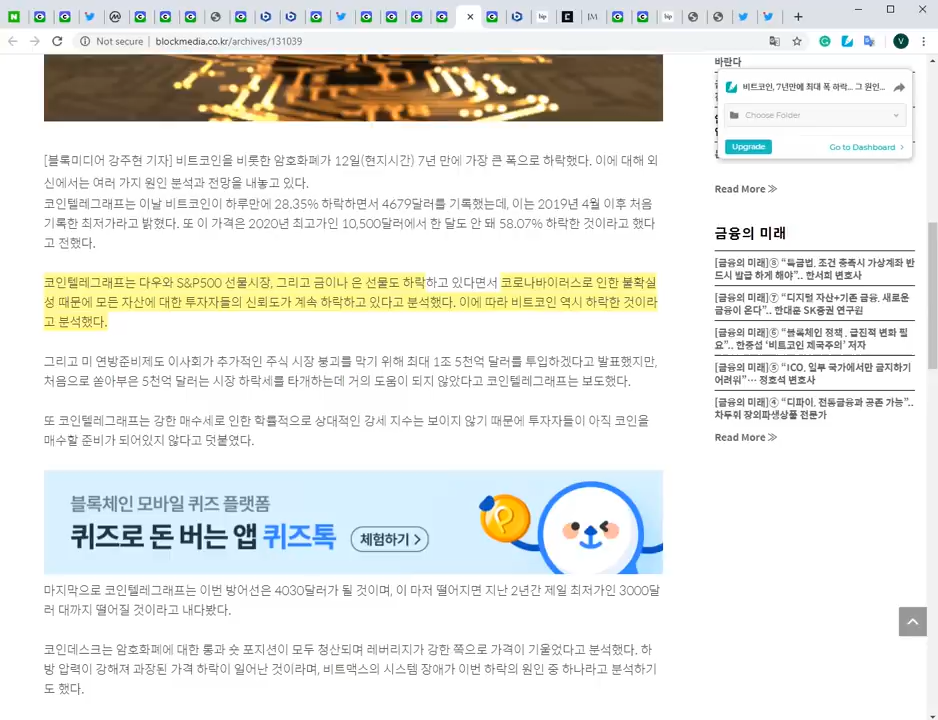 Not secure
blockmedia.co.kr/archives/131039
V
[블록미디어 강주현 기자] 비트코인을 비롯한 암호화폐가 12일(현지시간) 7년 만에 가장 큰 폭으로 하락했다. 이에 대해 외
신에서는 여러 가지 원인 분석과 전망을 내놓고 있다.
코인텔레그래프는 이날 비트코인이 하루만에 28.35% 하락하면서 4679달러를 기록했는데, 이는 2019년 4월 이후 처음
기록한 최저가라고 밝혔다. 또 이 가격은 2020년 최고가인 10,500달러에서 한 달도 안 돼 58.07% 하락한 것이라고 했다
고 전했다.
코인텔레그래프는 다우와 S&P500 선물시장, 그리고 금이나 은 선물도 하락하고 있다면서 코로나바이러스로 인한 불확실
성 때문에 모든 자산에 대한 투자자들의 신뢰도가 계속 하락하고 있다고 분석했다. 이에 따라 비트코인 역시 하락한 것이라
고 분석했다.
그리고 미 연방준비제도 이사회가 추가적인 주식 시장 붕괴를 막기 위해 최대 1조 5천억 달러를 투입하겠다고 발표했지만,
처음으로 쏟아부은 5천억 달러는 시장 하락세를 타개하는데 거의 도움이 되지 않았다고 코인텔레그래프는 보도했다.
또 코인텔레그래프는 강한 매수세로 인한 학률적으로 상대적인 강세 지수는 보이지 않기 때문에 투자자들이 아직 코인을
매수할 준비가 되어있지 않다고 덧붙였다.
블록체인 모바일 퀴즈 플랫폼
퀴즈로 돈 버는 앱 퀴즈톡
체험하기 >
마지막으로 코인텔레그래프는 이번 방어선은 4030달러가 될 것이며, 이 마저 떨어지면 지난 2년간 제일 최저가인 3000달
러 대까지 떨어질 것이라고 내다봤다.
코인데스크는 암호화폐에 대한 롱과 숏 포지션이 모두 청산되며 레버리지가 강한 쪽으로 가격이 기울었다고 분석했다. 하
방 압력이 강해져 과장된 가격 하락이 일어난 것이라며, 비트맥스의 시스템 장애가 이번 하락의 원인 중 하나라고 분석하기
도 했다.
바란다
비트코인, 7년만에 최대 폭 하락... 그 원인...
Choose Folder
Upgrade
Go to Dashboard >
Read More ≫
금융의 미래
[금융의 미래]⑧ “특금법, 조건 충족시 가상계좌 반
드시 발급 하게 해야”.. 한서희 변호사
[금융의 미래]⑦ “디지털 자산+기존 금융, 새로운
금융이 온다”.. 한대훈 SK증권 연구원
[금융의 미래]⑥ “블록체인 정책, 급진적 변화 필
요”.. 한중섭 ‘비트코인 제국주의’ 저자
[금융의 미래]⑤ “ICO, 일부 국가에서만 금지하기
어려워”… 정호석 변호사
[금융의 미래]④ “디파이, 전통금융과 공존 가능”..
차두휘 장외파생상품 전문가
Read More ≫